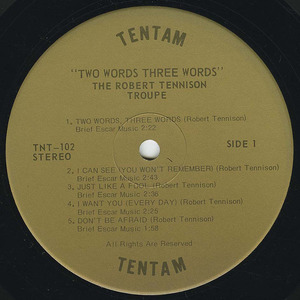 TENTAM
"TWO WORDS THREE WORDS"
THE ROBERT TENNISON
TROUPE
1. TWO WORDS, THREE WORDS (Robert Tennison)
Brief Escar Music 2:22
TNT-102
STEREO
SIDE 1
2. I CAN SEE (YOU WON'T REMEMBER) (Robert Tennison)
Brief Escar Music 2:43
3. JUST LIKE A FOOL (Robert Tennison)
Brief Escar Music 2:36
4. I WANT YOU (EVERY DAY) (Robert Tennison)
Brief Escar Music 2:26
5. DON'T BE AFRAID (Robert Tennison)
Brief Escar Music 1:58
All Rights Are Reserved
TENTAM